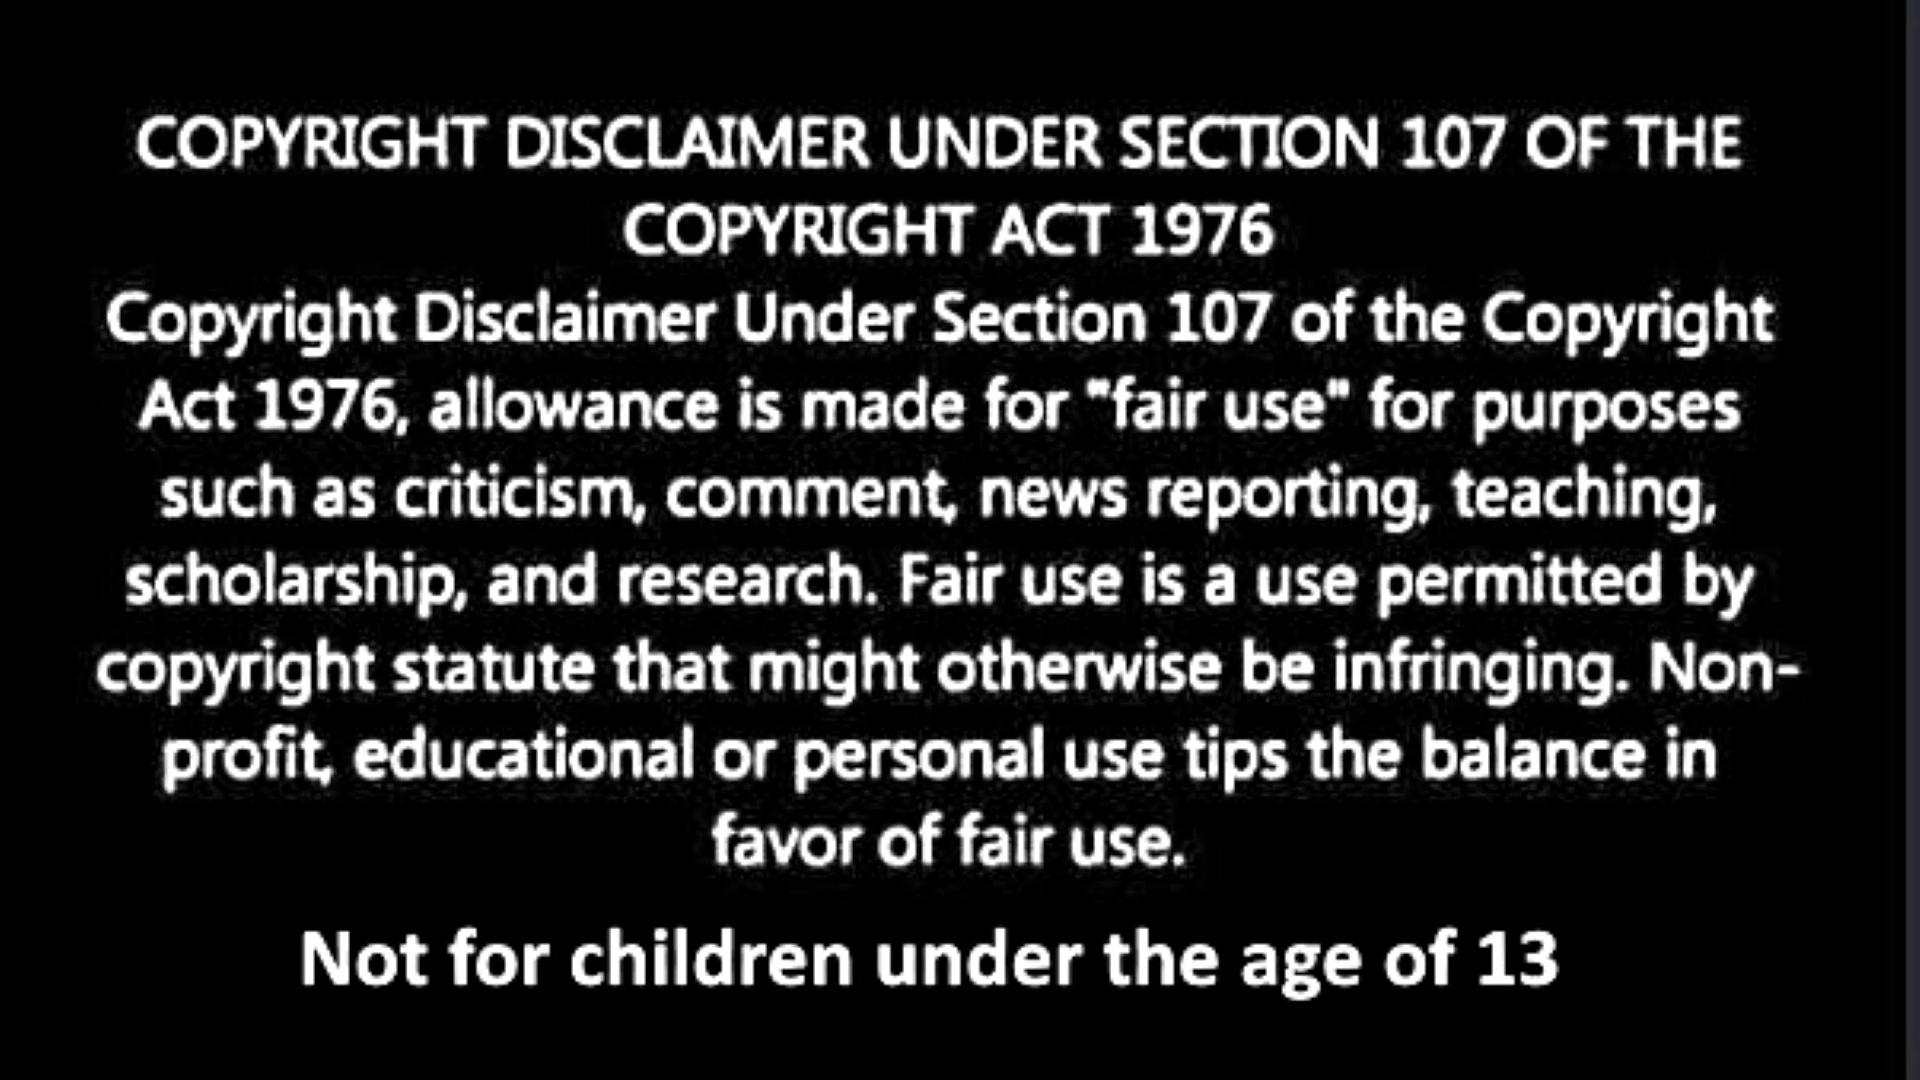 COPYRIGHT DISCLAIMER UNDER SECTION 107 OF THE
COPYRIGHT ACT 1976
Copyright Disclaimer Under Section 107 of the Copyright
Act 1976, allowance is made for "fair use" for purposes
such as criticism, comment, news reporting, teaching,
scholarship, and research. Fair use is a use permitted by
copyright statute that might otherwise be infringing. Non-
profit, educational or personal use tips the balance in
favor of fair use.
Not for children under the age of 13